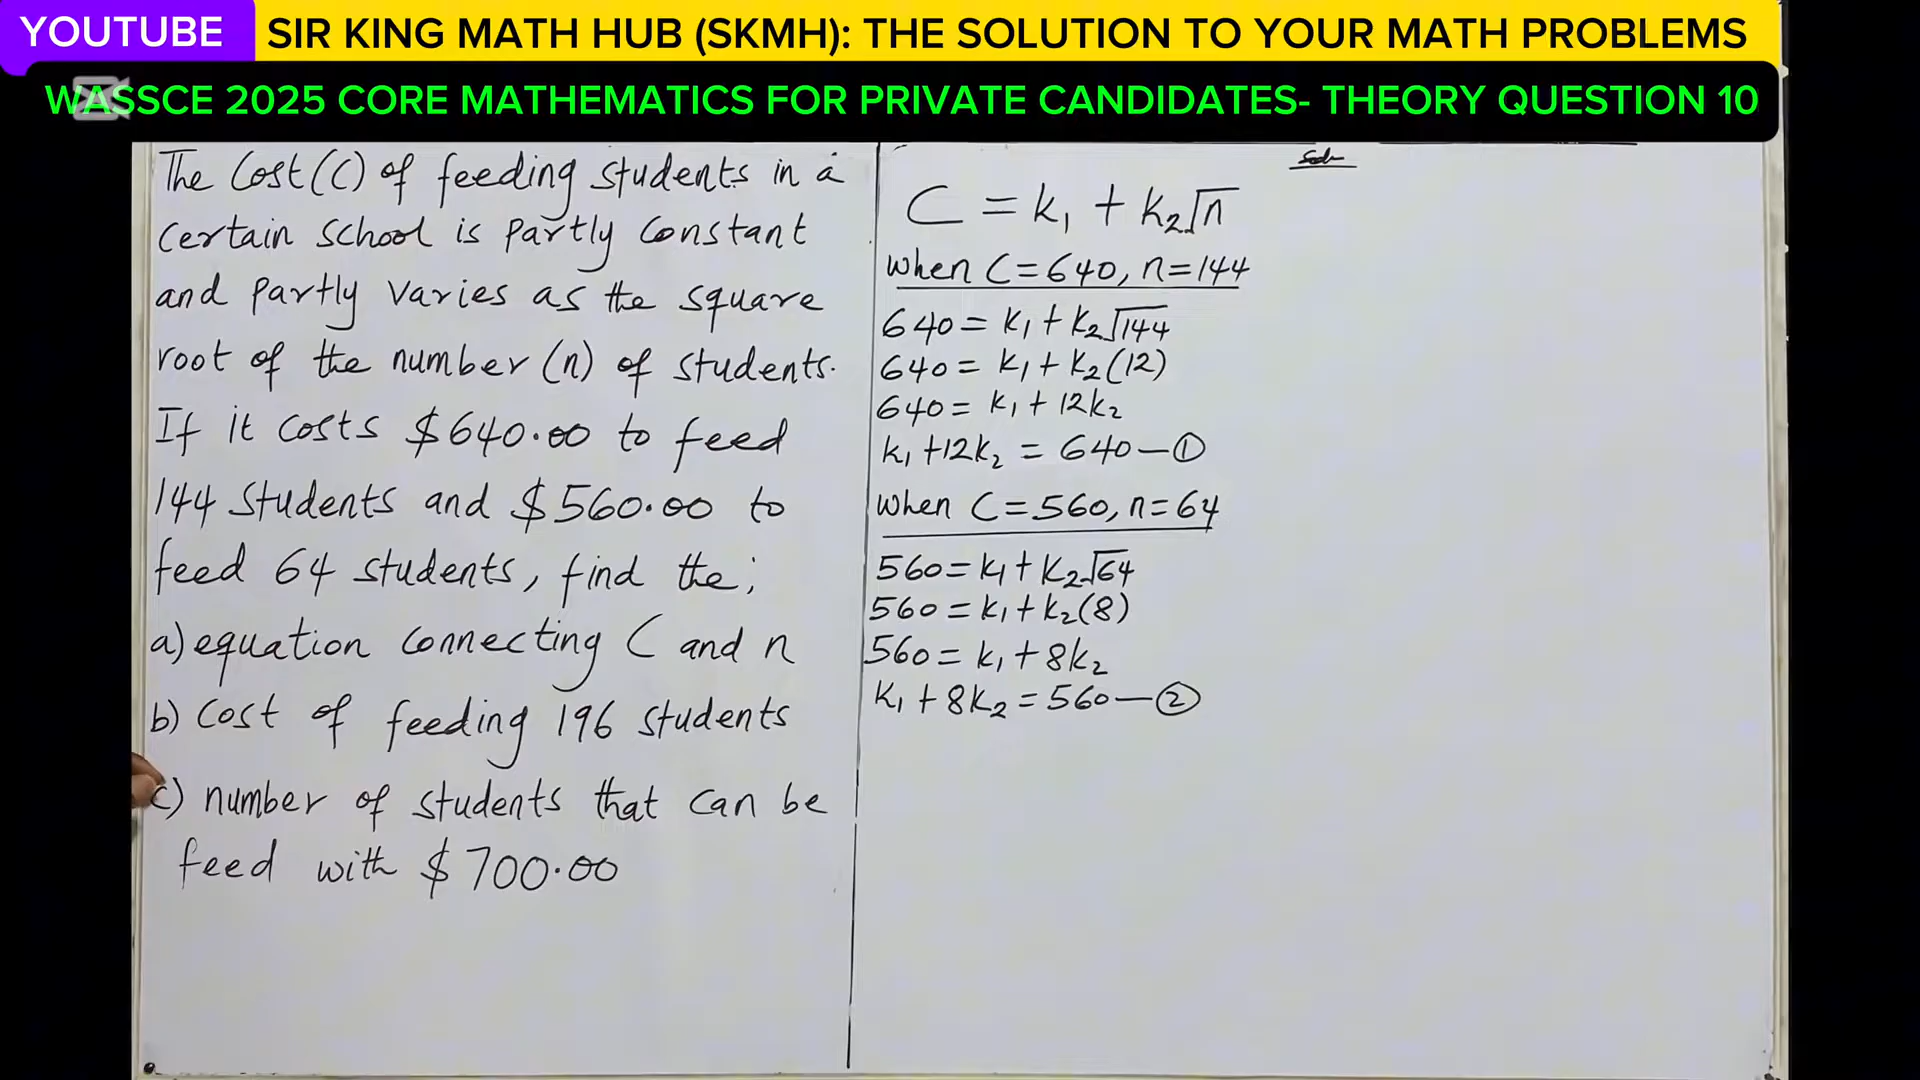 YOUTUBE
SIR KING MATH HUB (SKMH): THE SOLUTION TO YOUR MATH PROBLEMS
WASSCE 2025 CORE MATHEMATICS FOR PRIVATE CANDIDATES- THEORY QUESTION 10
The Cost(C) of feeding students in a
certain school is partly constant
and partly varies as the square
root of the number (n) of students.
If it costs $640.00 to feed
144 students and $560.00 to
feed 64 students, find the;
a) equation connecting C and n
b) cost of feeding 196 students
c) number of students that can be
feed with $700.00
Soln
C = k₁ + k₂√n
when C=640, n=144
640 = k₁ + k₂√144
640 = k₁ + k₂(12)
640 = k₁ + 12k₂
k₁ + 12k₂ = 640 — ①
when C=560, n=64
560 = k₁ + k₂√64
560 = k₁ + k₂(8)
560 = k₁ + 8k₂
k₁ + 8k₂ = 560 — ②